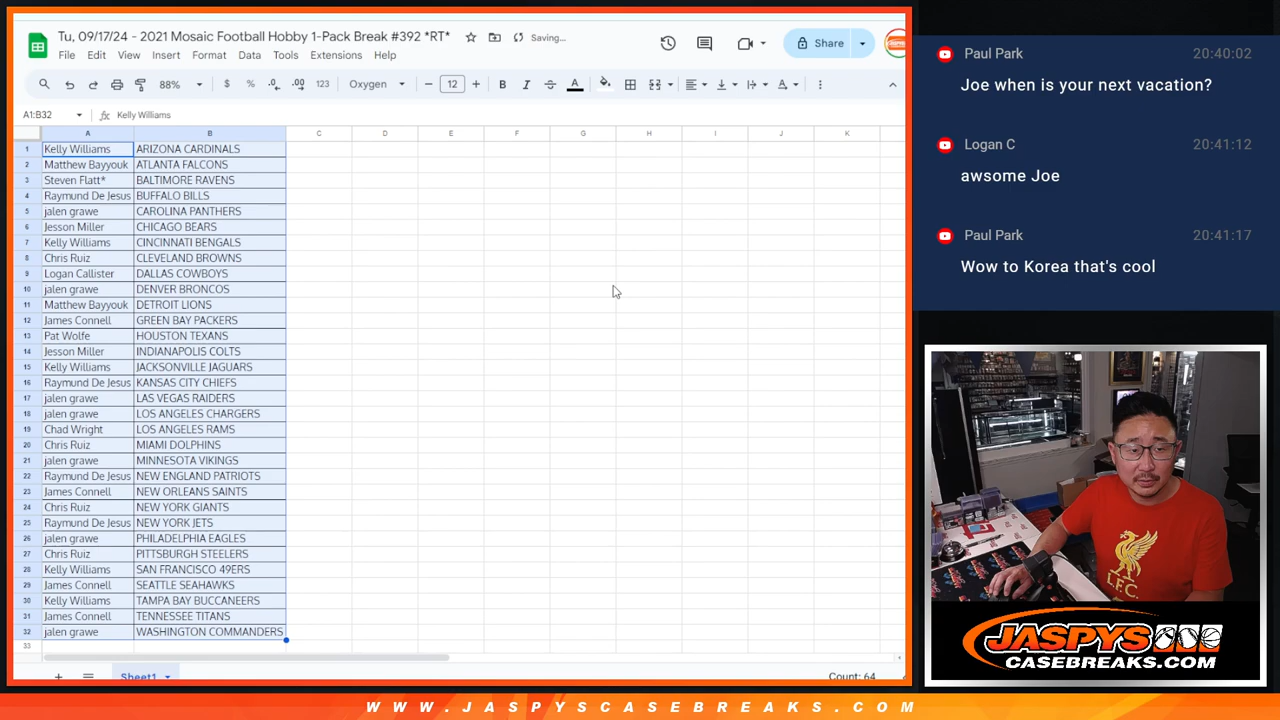 Tu, 09/17/24 - 2021 Mosaic Football Hobby 1-Pack Break #392 *RT*
Saving...
File Edit View Insert Format Data Tools Extensions Help
Share
88% $ % .0 .00 123 Oxygen 12 B I A
A1:B32 fx Kelly Williams
A B C D E F G H I J K
1 Kelly Williams ARIZONA CARDINALS
2 Matthew Bayyouk ATLANTA FALCONS
3 Steven Flatt* BALTIMORE RAVENS
4 Raymund De Jesus BUFFALO BILLS
5 jalen grawe CAROLINA PANTHERS
6 Jesson Miller CHICAGO BEARS
7 Kelly Williams CINCINNATI BENGALS
8 Chris Ruiz CLEVELAND BROWNS
9 Logan Callister DALLAS COWBOYS
10 jalen grawe DENVER BRONCOS
11 Matthew Bayyouk DETROIT LIONS
12 James Connell GREEN BAY PACKERS
13 Pat Wolfe HOUSTON TEXANS
14 Jesson Miller INDIANAPOLIS COLTS
15 Kelly Williams JACKSONVILLE JAGUARS
16 Raymund De Jesus KANSAS CITY CHIEFS
17 jalen grawe LAS VEGAS RAIDERS
18 jalen grawe LOS ANGELES CHARGERS
19 Chad Wright LOS ANGELES RAMS
20 Chris Ruiz MIAMI DOLPHINS
21 jalen grawe MINNESOTA VIKINGS
22 Raymund De Jesus NEW ENGLAND PATRIOTS
23 James Connell NEW ORLEANS SAINTS
24 Chris Ruiz NEW YORK GIANTS
25 Raymund De Jesus NEW YORK JETS
26 jalen grawe PHILADELPHIA EAGLES
27 Chris Ruiz PITTSBURGH STEELERS
28 Kelly Williams SAN FRANCISCO 49ERS
29 James Connell SEATTLE SEAHAWKS
30 Kelly Williams TAMPA BAY BUCCANEERS
31 James Connell TENNESSEE TITANS
32 jalen grawe WASHINGTON COMMANDERS
33
Sheet1
Count: 64
Paul Park 20:40:02
Joe when is your next vacation?
Logan C 20:41:12
awsome Joe
Paul Park 20:41:17
Wow to Korea that's cool
L.F.C.
JASPYS
CASEBREAKS.COM
WWW.JASPYSCASEBREAKS.COM